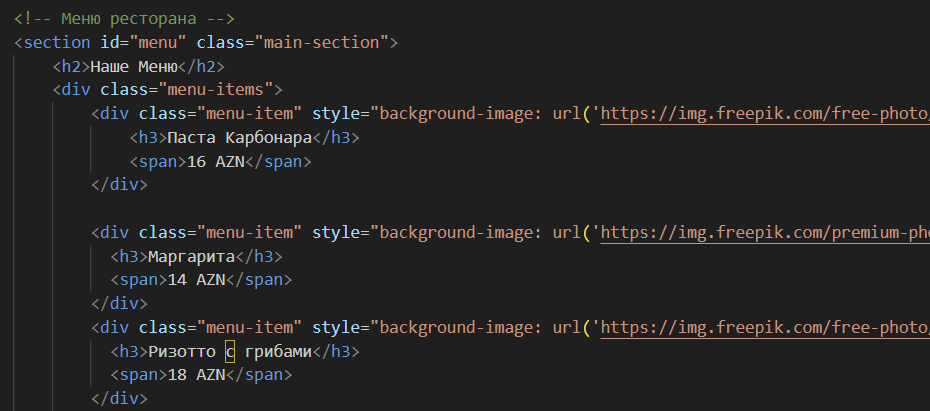 <!-- Меню ресторана -->
<section id="menu" class="main-section">
<h2>Наше Меню</h2>
<div class="menu-items">
<div class="menu-item" style="background-image: url('https://img.freepik.com/free-photo/
<h3>Паста Карбонара</h3>
<span>16 AZN</span>
</div>
<div class="menu-item" style="background-image: url('https://img.freepik.com/premium-pho
<h3>Маргарита</h3>
<span>14 AZN</span>
</div>
<div class="menu-item" style="background-image: url('https://img.freepik.com/free-photo/
<h3>Ризотто с грибами</h3>
<span>18 AZN</span>
</div>